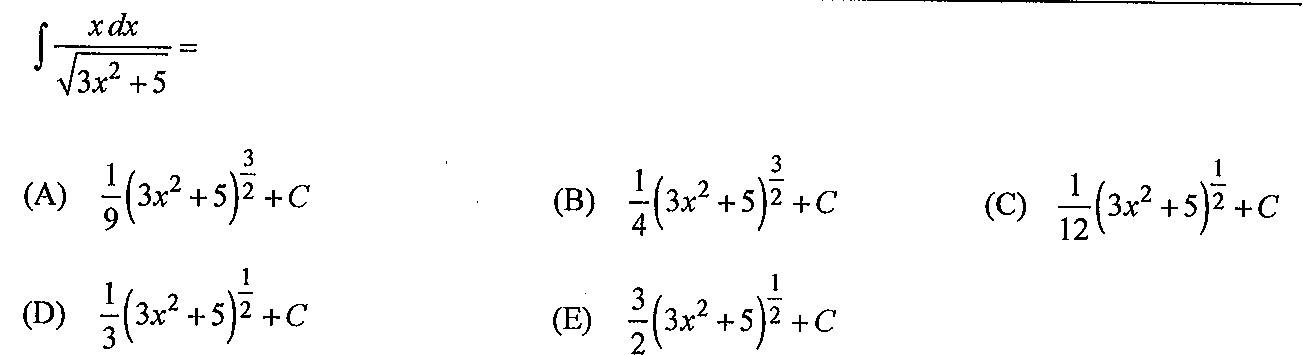 ∫ x dx / √(3x² + 5) =
(A) 1/9 (3x² + 5)^(3/2) + C (B) 1/4 (3x² + 5)^(3/2) + C (C) 1/12 (3x² + 5)^(1/2) + C
(D) 1/3 (3x² + 5)^(1/2) + C (E) 3/2 (3x² + 5)^(1/2) + C